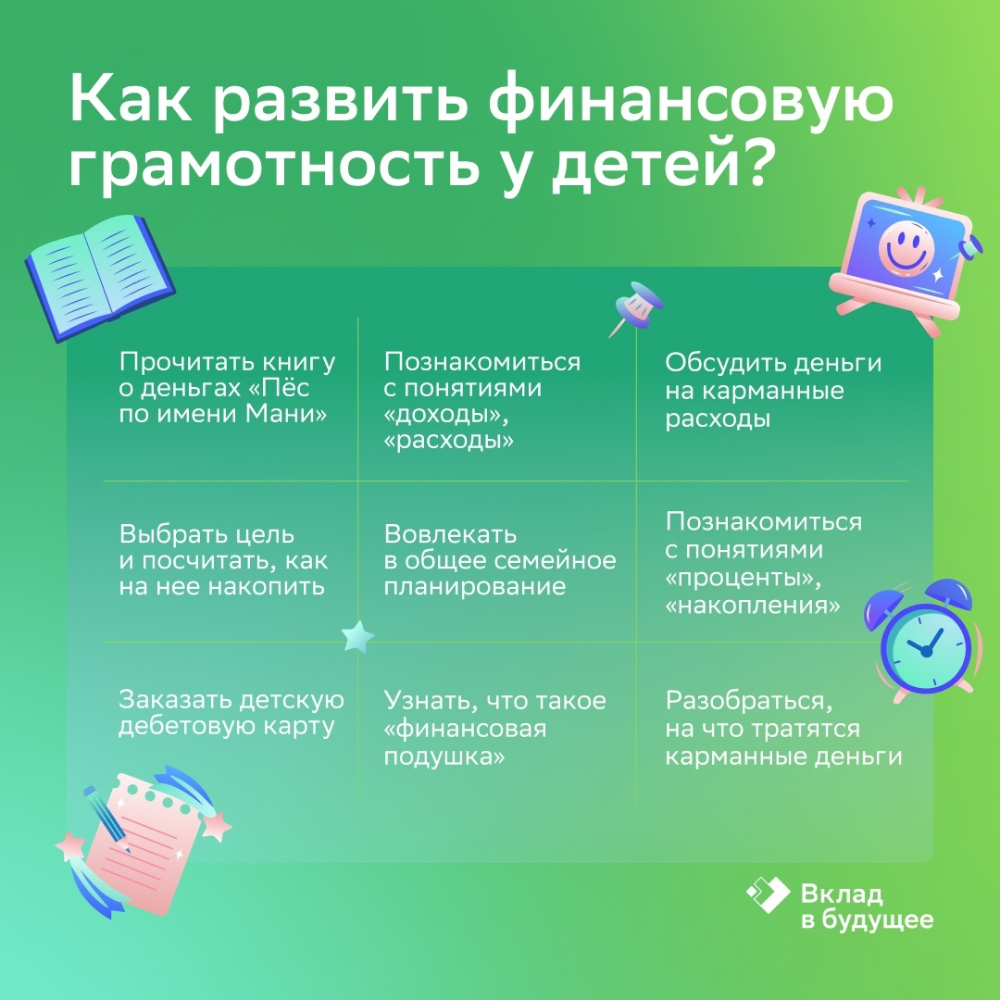 Как развить финансовую
грамотность у детей?
Прочитать книгу
о деньгах «Пёс
по имени Мани»
Познакомиться
с понятиями
«доходы»,
«расходы»
Обсудить деньги
на карманные
расходы
Выбрать цель
и посчитать, как
на нее накопить
Вовлекать
в общее семейное
планирование
Познакомиться
с понятиями
«проценты»,
«накопления»
Заказать детскую
дебетовую карту
Узнать, что такое
«финансовая
подушка»
Разобраться,
на что тратятся
карманные деньги
Вклад
в будущее